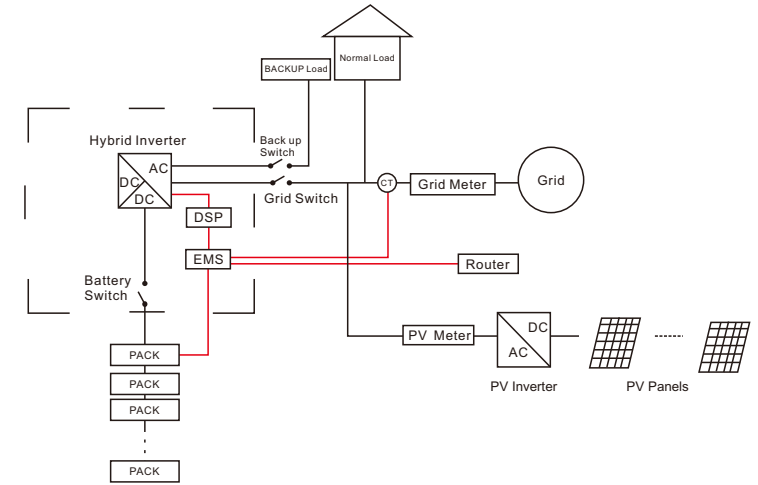 Normal Load
BACKUP Load
Hybrid Inverter
Back up
Switch
AC
DC
DC
CT
Grid Meter
Grid
Grid Switch
DSP
EMS
Router
Battery
Switch
PV Meter
DC
AC
PACK
PV Inverter
PV Panels
PACK
PACK
PACK